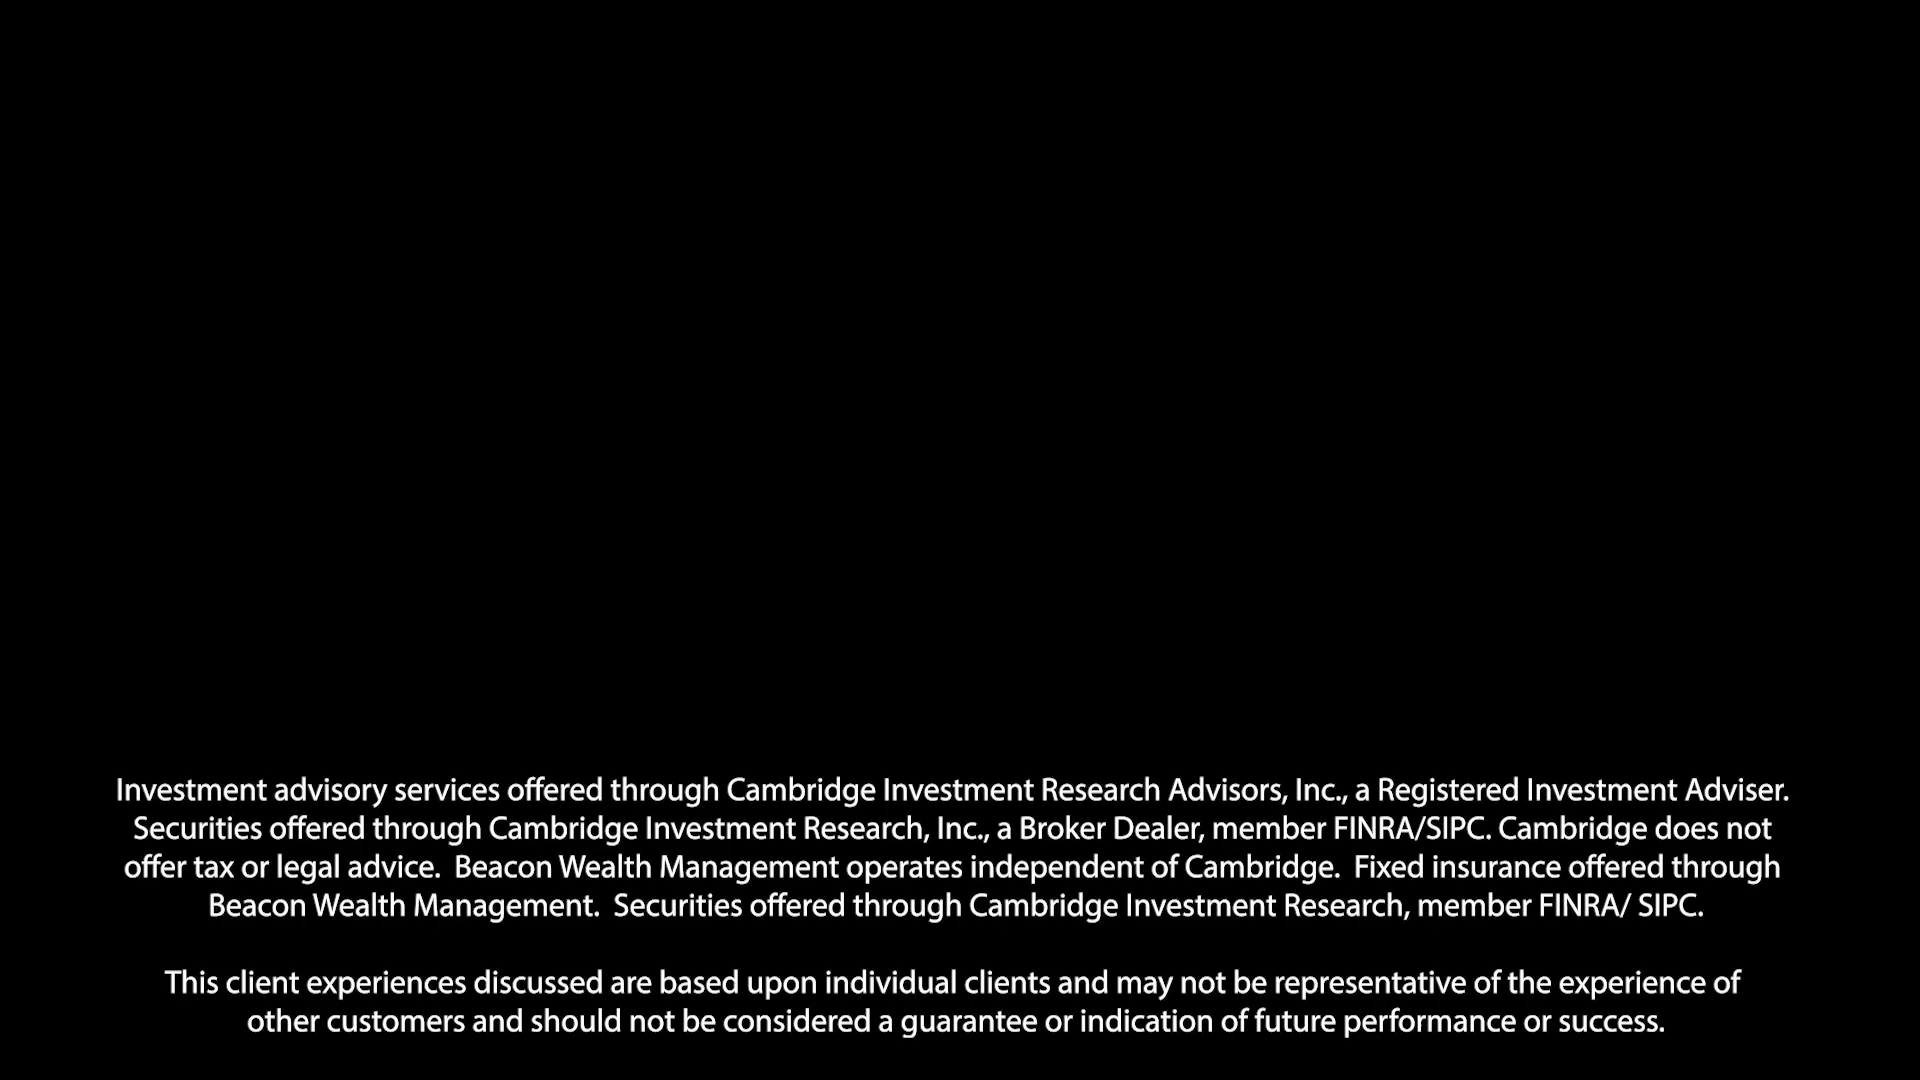 Investment advisory services offered through Cambridge Investment Research Advisors, Inc., a Registered Investment Adviser.
Securities offered through Cambridge Investment Research, Inc., a Broker Dealer, member FINRA/SIPC. Cambridge does not
offer tax or legal advice.  Beacon Wealth Management operates independent of Cambridge.  Fixed insurance offered through
Beacon Wealth Management.  Securities offered through Cambridge Investment Research, member FINRA/ SIPC.
This client experiences discussed are based upon individual clients and may not be representative of the experience of
other customers and should not be considered a guarantee or indication of future performance or success.